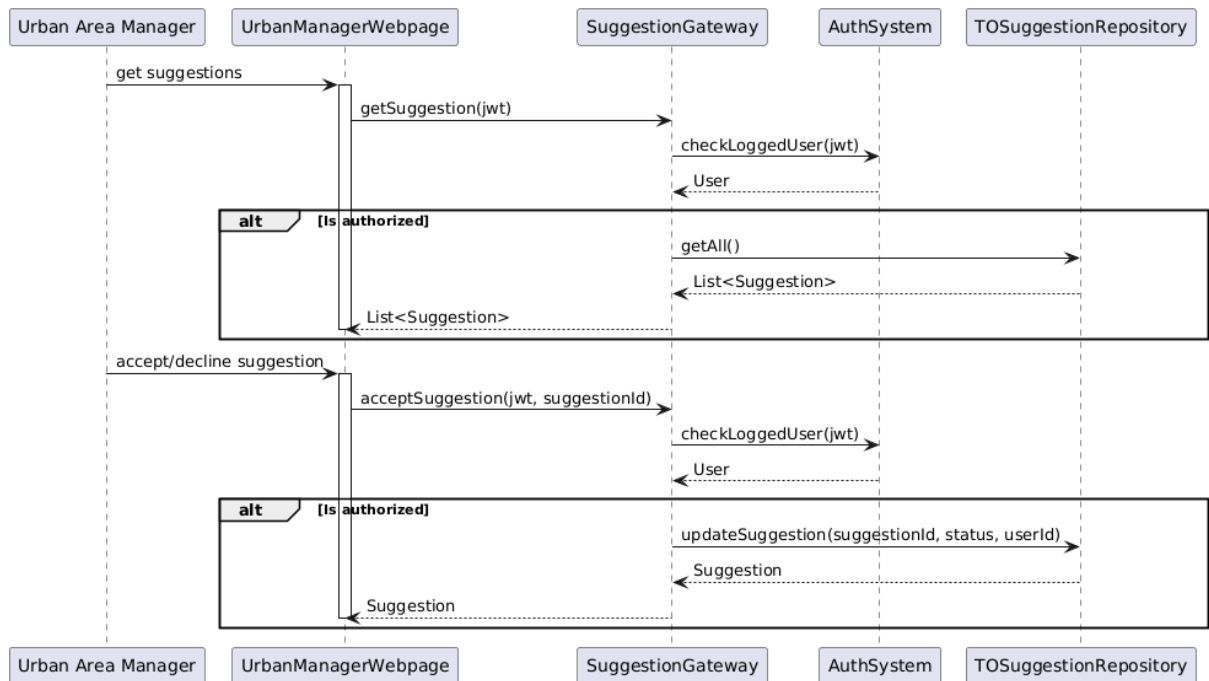 Urban Area Manager
UrbanManagerWebpage
SuggestionGateway
AuthSystem
TOSuggestionRepository
get suggestions
getSuggestion(jwt)
checkLoggedUser(jwt)
User
alt
[Is authorized]
getAll()
List<Suggestion>
List<Suggestion>
accept/decline suggestion
acceptSuggestion(jwt, suggestionId)
checkLoggedUser(jwt)
User
alt
[Is authorized]
updateSuggestion(suggestionId, status, userId)
Suggestion
Suggestion
Urban Area Manager
UrbanManagerWebpage
SuggestionGateway
AuthSystem
TOSuggestionRepository